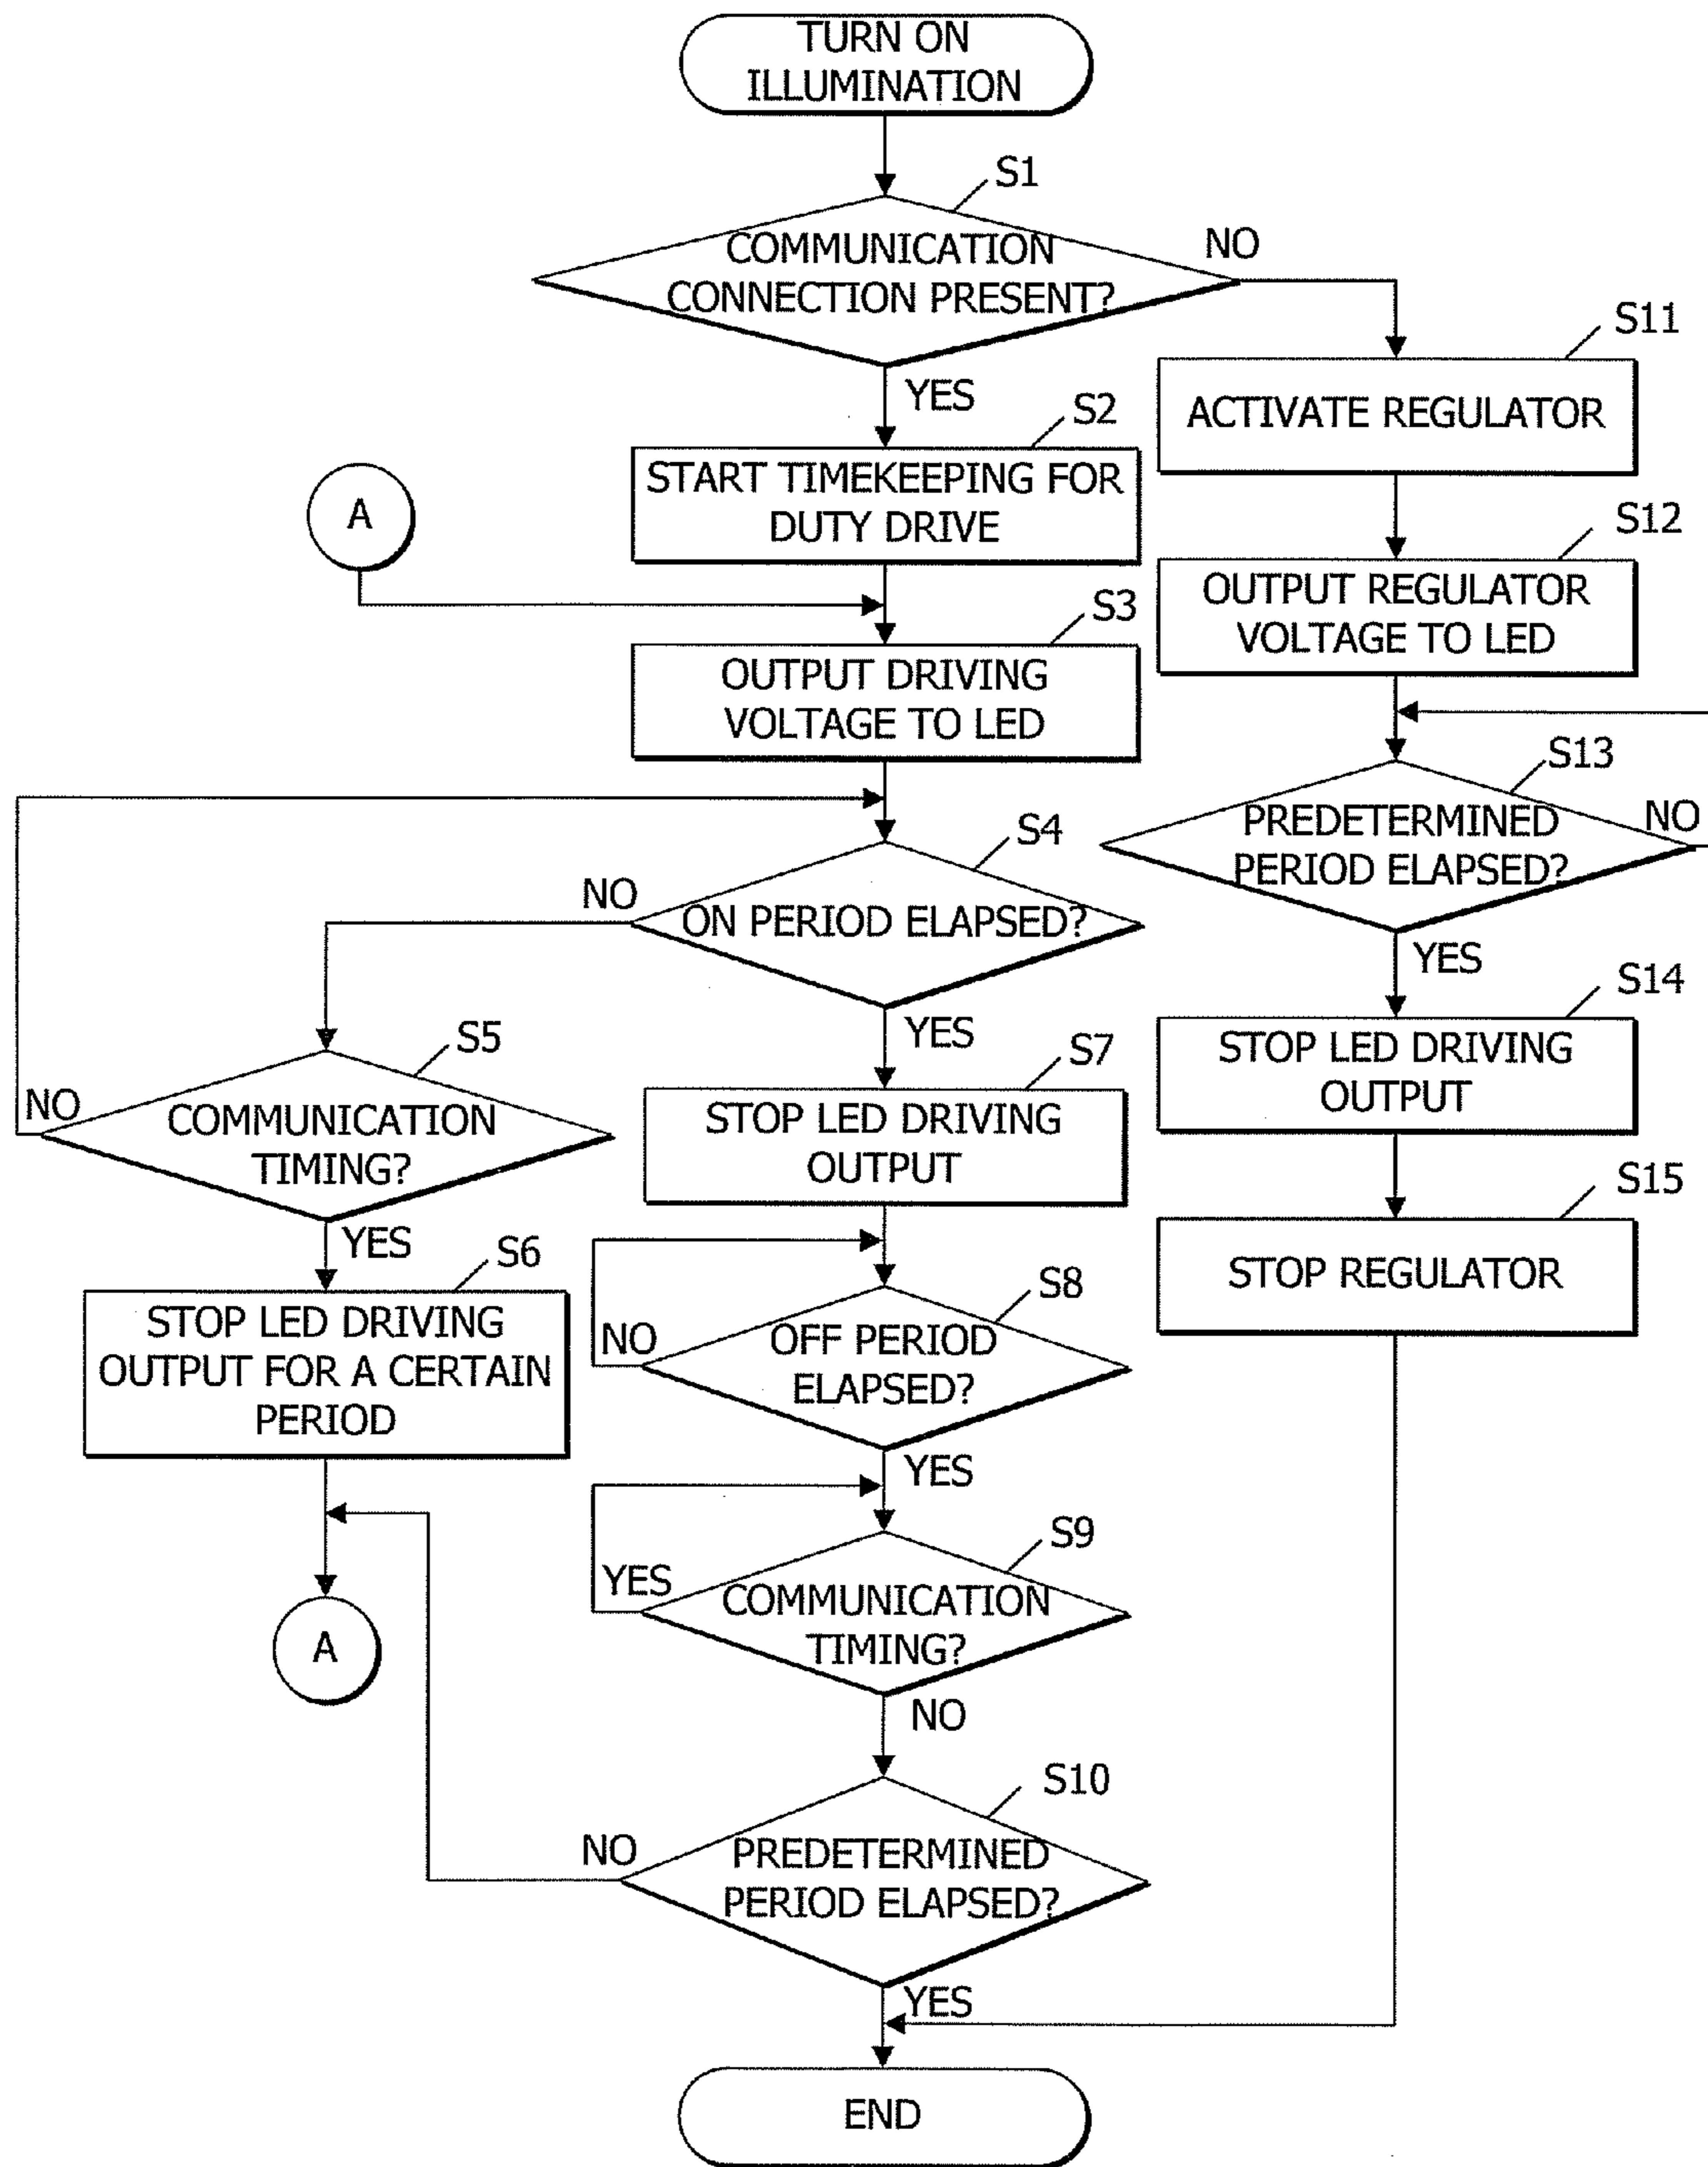 TURN ON
ILLUMINATION
S1
COMMUNICATION
CONNECTION PRESENT?
NO
YES
S11
ACTIVATE REGULATOR
S2
START TIMEKEEPING FOR
DUTY DRIVE
A
S12
OUTPUT REGULATOR
VOLTAGE TO LED
S3
OUTPUT DRIVING
VOLTAGE TO LED
S13
PREDETERMINED
PERIOD ELAPSED?
NO
YES
S4
ON PERIOD ELAPSED?
NO
YES
S14
STOP LED DRIVING
OUTPUT
S5
COMMUNICATION
TIMING?
NO
YES
S7
STOP LED DRIVING
OUTPUT
S15
STOP REGULATOR
S6
STOP LED DRIVING
OUTPUT FOR A CERTAIN
PERIOD
S8
OFF PERIOD
ELAPSED?
NO
YES
S9
COMMUNICATION
TIMING?
YES
NO
A
S10
PREDETERMINED
PERIOD ELAPSED?
NO
YES
END